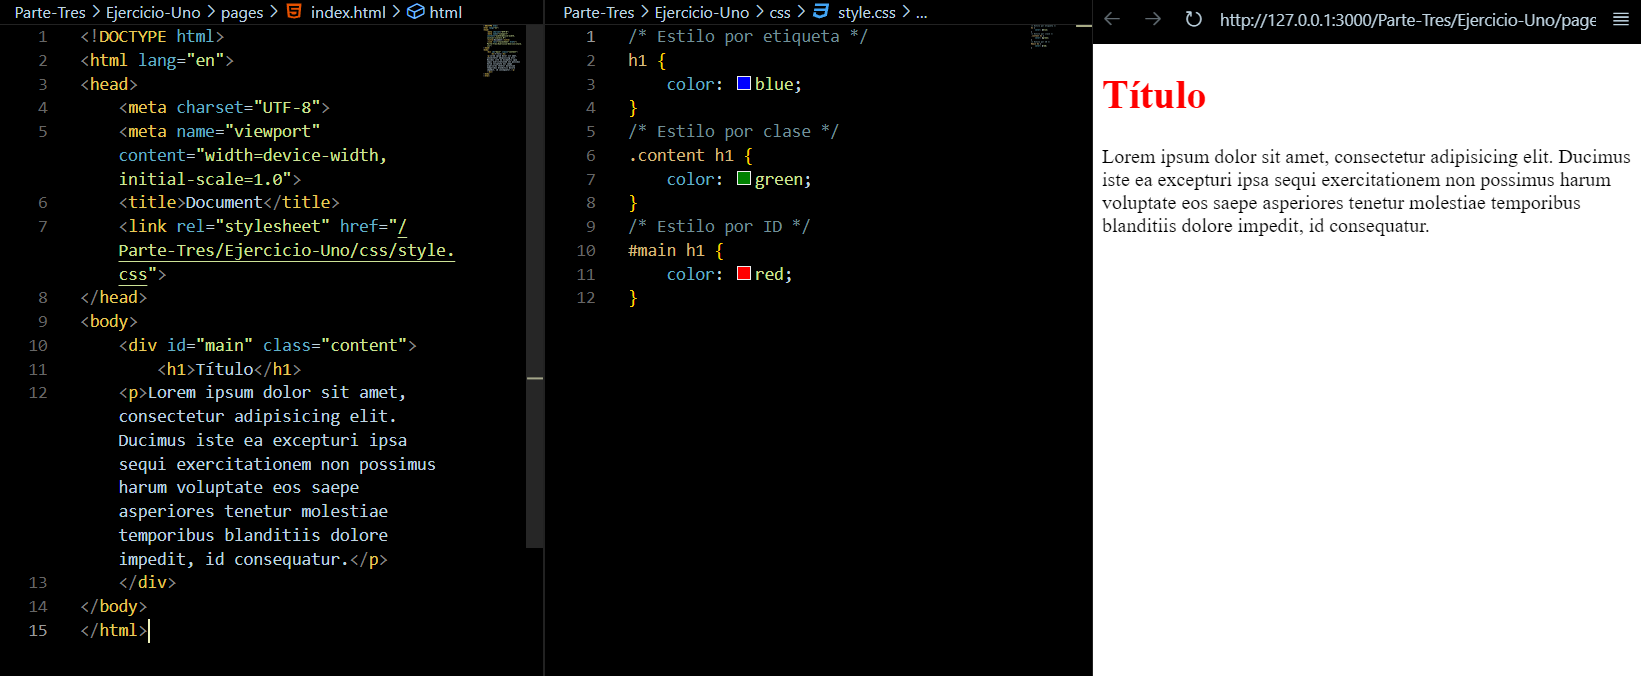 Parte-Tres > Ejercicio-Uno > pages > index.html > html
1 <!DOCTYPE html>
2 <html lang="en">
3 <head>
4 <meta charset="UTF-8">
5 <meta name="viewport"
content="width=device-width,
initial-scale=1.0">
6 <title>Document</title>
7 <link rel="stylesheet" href="/
Parte-Tres/Ejercicio-Uno/css/style.
css">
8 </head>
9 <body>
10 <div id="main" class="content">
11 <h1>Título</h1>
12 <p>Lorem ipsum dolor sit amet,
consectetur adipisicing elit.
Ducimus iste ea excepturi ipsa
sequi exercitationem non possimus
harum voluptate eos saepe
asperiores tenetur molestiae
temporibus blanditiis dolore
impedit, id consequatur.</p>
13 </div>
14 </body>
15 </html>
Parte-Tres > Ejercicio-Uno > css > style.css > ...
1 /* Estilo por etiqueta */
2 h1 {
3 color: blue;
4 }
5 /* Estilo por clase */
6 .content h1 {
7 color: green;
8 }
9 /* Estilo por ID */
10 #main h1 {
11 color: red;
12 }
http://127.0.0.1:3000/Parte-Tres/Ejercicio-Uno/page
Título
Lorem ipsum dolor sit amet, consectetur adipisicing elit. Ducimus
iste ea excepturi ipsa sequi exercitationem non possimus harum
voluptate eos saepe asperiores tenetur molestiae temporibus
blanditiis dolore impedit, id consequatur.